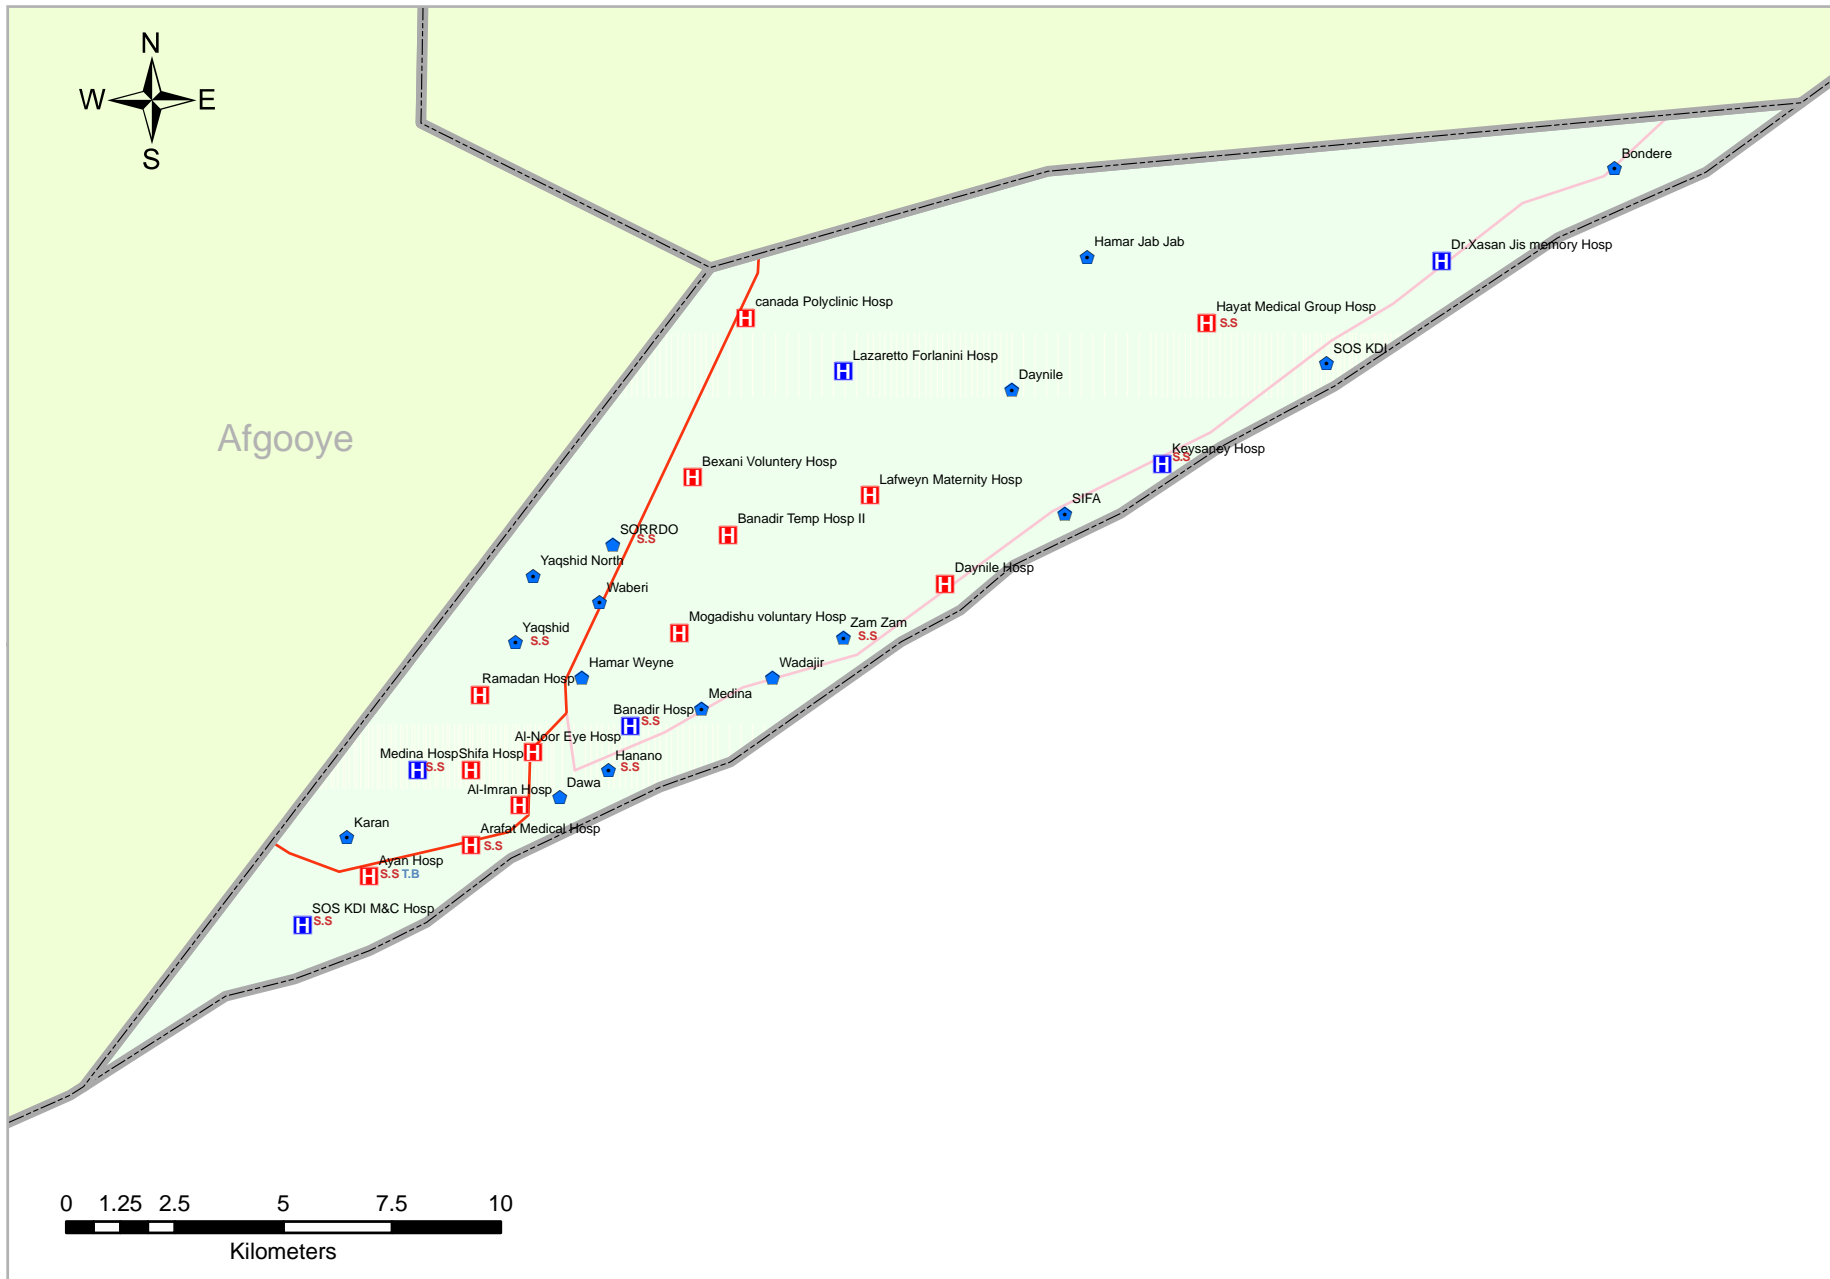 N
W E
S
Bondere
Hamar Jab Jab
Dr.Xasan Jis memory Hosp
canada Polyclinic Hosp
H
H
Hayat Medical Group Hosp
H S.S
H
Lazaretto Forlanini Hosp
H
SOS KDI
Daynile
Afgooye
Keysaney Hosp
H S.S
Bexani Voluntery Hosp
H
Lafweyn Maternity Hosp
H
SIFA
Banadir Temp Hosp II
H
SORRDO
S.S
Yaqshid North
Daynile Hosp
H
Waberi
Mogadishu voluntary Hosp
H
Zam Zam
S.S
Yaqshid
S.S
Hamar Weyne
Wadajir
Ramadan Hosp
H
Medina
Banadir Hosp
H S.S
Al-Noor Eye Hosp
H
Medina Hosp
H S.S
Shifa Hosp
H
Hanano
S.S
Al-Imran Hosp
H
Dawa
Karan
Arafat Medical Hosp
H S.S
Ayan Hosp
H S.S T.B
SOS KDI M&C Hosp
H S.S
0 1.25 2.5 5 7.5 10
Kilometers